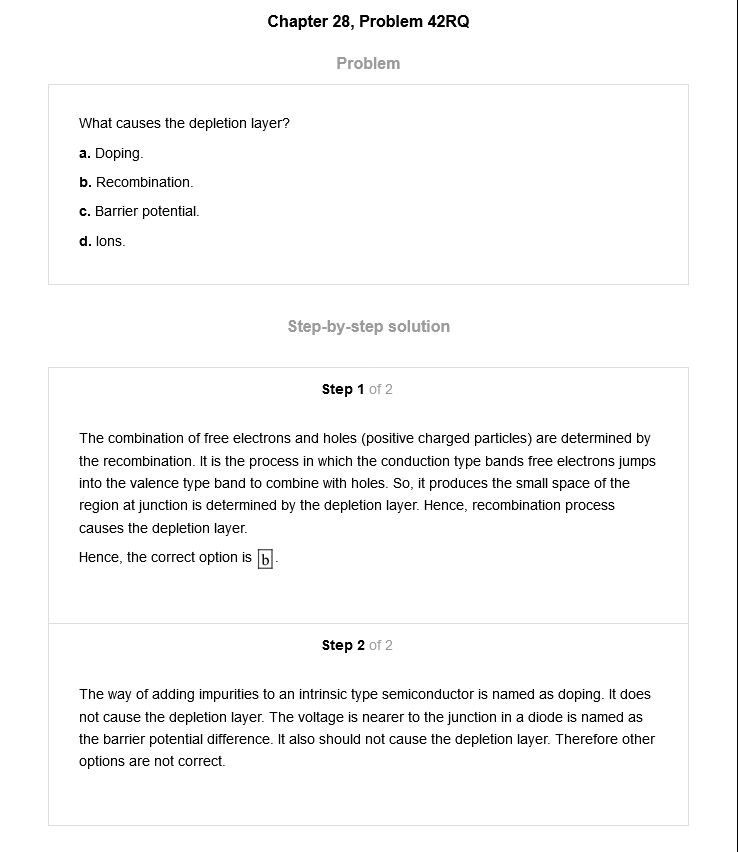 Chapter 28, Problem 42RQ
Problem
What causes the depletion layer?
a. Doping.
b. Recombination.
c. Barrier potential.
d. Ions.
Step-by-step solution
Step 1 of 2
The combination of free electrons and holes (positive charged particles) are determined by
the recombination. It is the process in which the conduction type bands free electrons jumps
into the valence type band to combine with holes. So, it produces the small space of the
region at junction is determined by the depletion layer. Hence, recombination process
causes the depletion layer.
Hence, the correct option is b.
Step 2 of 2
The way of adding impurities to an intrinsic type semiconductor is named as doping. It does
not cause the depletion layer. The voltage is nearer to the junction in a diode is named as
the barrier potential difference. It also should not cause the depletion layer. Therefore other
options are not correct.